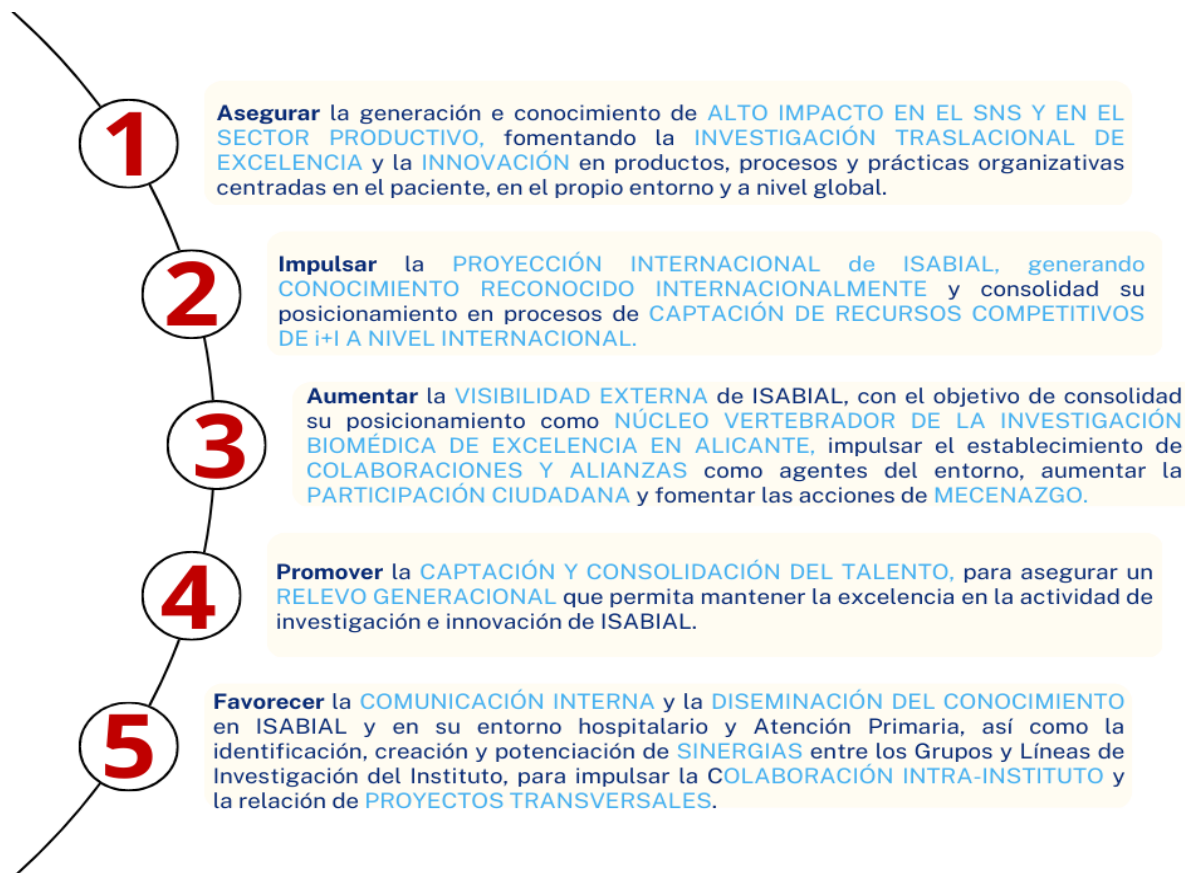 1
Asegurar la generación e conocimiento de ALTO IMPACTO EN EL SNS Y EN EL
SECTOR PRODUCTIVO, fomentando la INVESTIGACIÓN TRASLACIONAL DE
EXCELENCIA y la INNOVACIÓN en productos, procesos y prácticas organizativas
centradas en el paciente, en el propio entorno y a nivel global.
2
Impulsar la PROYECCIÓN INTERNACIONAL de ISABIAL, generando
CONOCIMIENTO RECONOCIDO INTERNACIONALMENTE y consolidad su
posicionamiento en procesos de CAPTACIÓN DE RECURSOS COMPETITIVOS
DE i+I A NIVEL INTERNACIONAL.
3
Aumentar la VISIBILIDAD EXTERNA de ISABIAL, con el objetivo de consolidad
su posicionamiento como NÚCLEO VERTEBRADOR DE LA INVESTIGACIÓN
BIOMÉDICA DE EXCELENCIA EN ALICANTE, impulsar el establecimiento de
COLABORACIONES Y ALIANZAS como agentes del entorno, aumentar la
PARTICIPACIÓN CIUDADANA y fomentar las acciones de MECENAZGO.
4
Promover la CAPTACIÓN Y CONSOLIDACIÓN DEL TALENTO, para asegurar un
RELEVO GENERACIONAL que permita mantener la excelencia en la actividad de
investigación e innovación de ISABIAL.
5
Favorecer la COMUNICACIÓN INTERNA y la DISEMINACIÓN DEL CONOCIMIENTO
en ISABIAL y en su entorno hospitalario y Atención Primaria, así como la
identificación, creación y potenciación de SINERGIAS entre los Grupos y Líneas de
Investigación del Instituto, para impulsar la COLABORACIÓN INTRA-INSTITUTO y
la relación de PROYECTOS TRANSVERSALES.